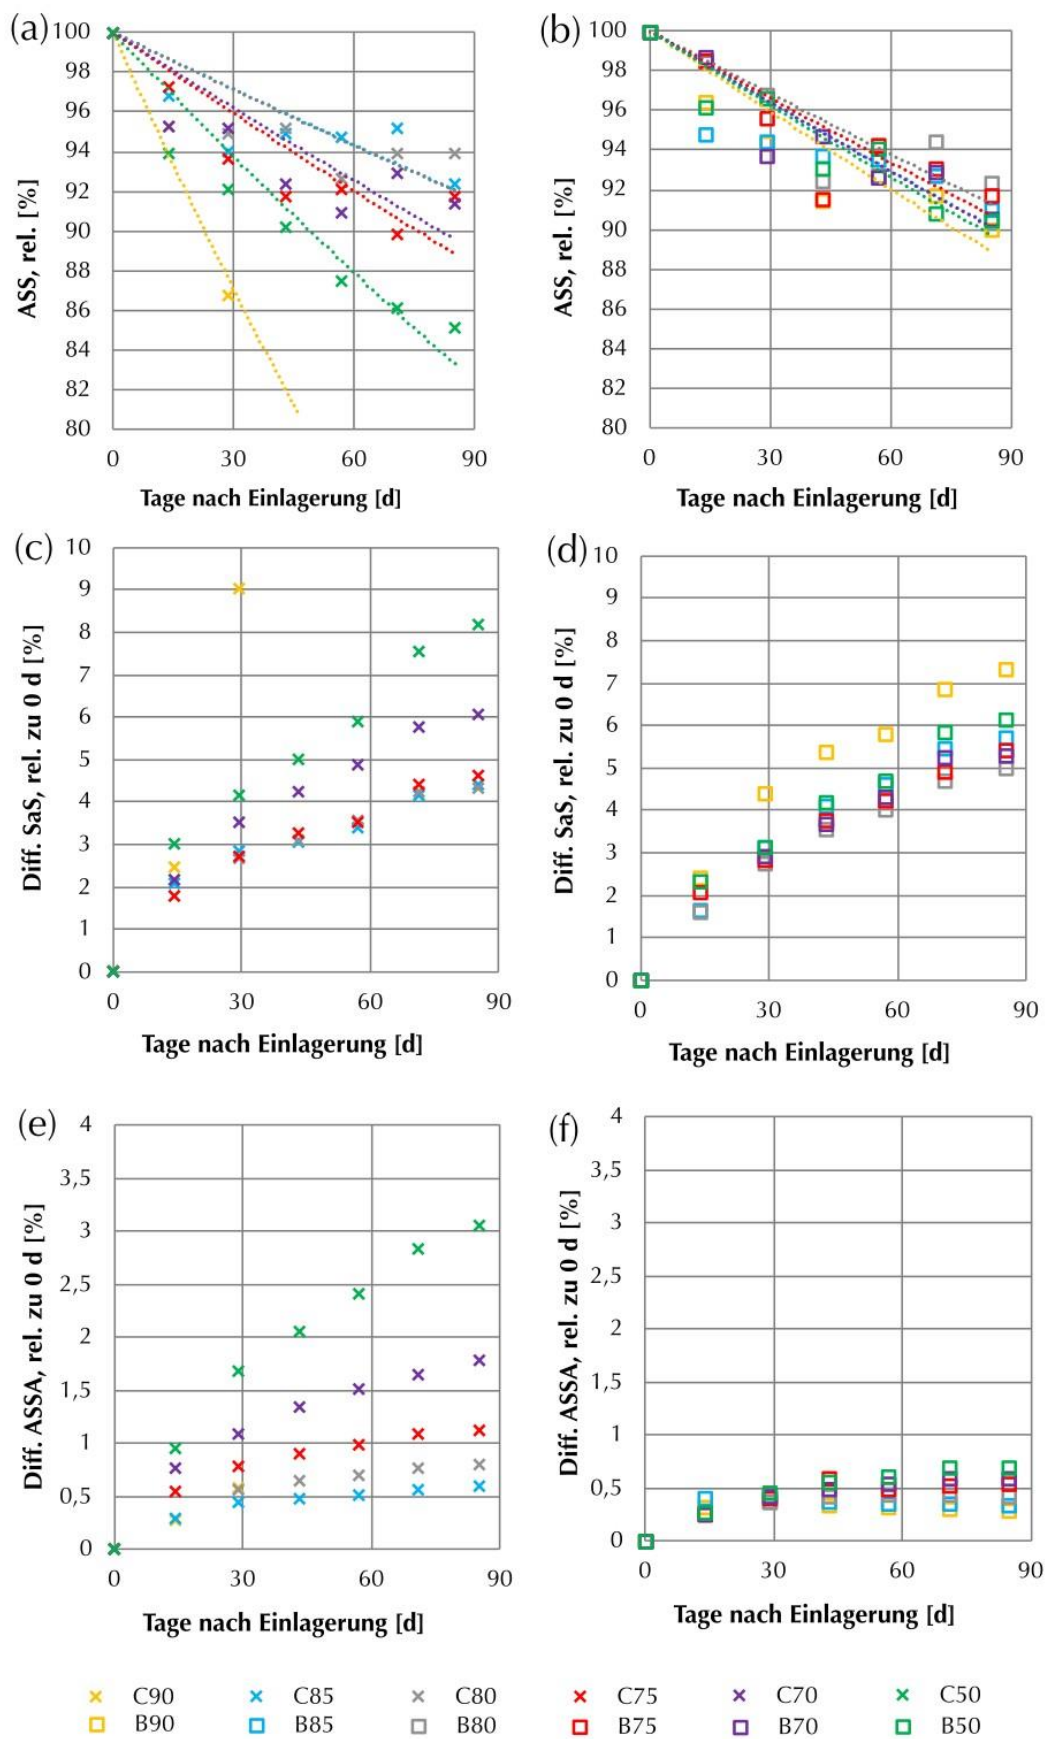 (a)
100
98
96
94
92
90
88
86
84
82
80
ASS, rel. [%]
0 30 60 90
Tage nach Einlagerung [d]
(b)
100
98
96
94
92
90
88
86
84
82
80
ASS, rel. [%]
0 30 60 90
Tage nach Einlagerung [d]
(c)
10
9
8
7
6
5
4
3
2
1
0
Diff. SaS, rel. zu 0 d [%]
0 30 60 90
Tage nach Einlagerung [d]
(d)
10
9
8
7
6
5
4
3
2
1
0
Diff. SaS, rel. zu 0 d [%]
0 30 60 90
Tage nach Einlagerung [d]
(e)
4
3,5
3
2,5
2
1,5
1
0,5
0
Diff. ASSA, rel. zu 0 d [%]
0 30 60 90
Tage nach Einlagerung [d]
(f)
4
3,5
3
2,5
2
1,5
1
0,5
0
Diff. ASSA, rel. zu 0 d [%]
0 30 60 90
Tage nach Einlagerung [d]
C90 C85 C80 C75 C70 C50
B90 B85 B80 B75 B70 B50